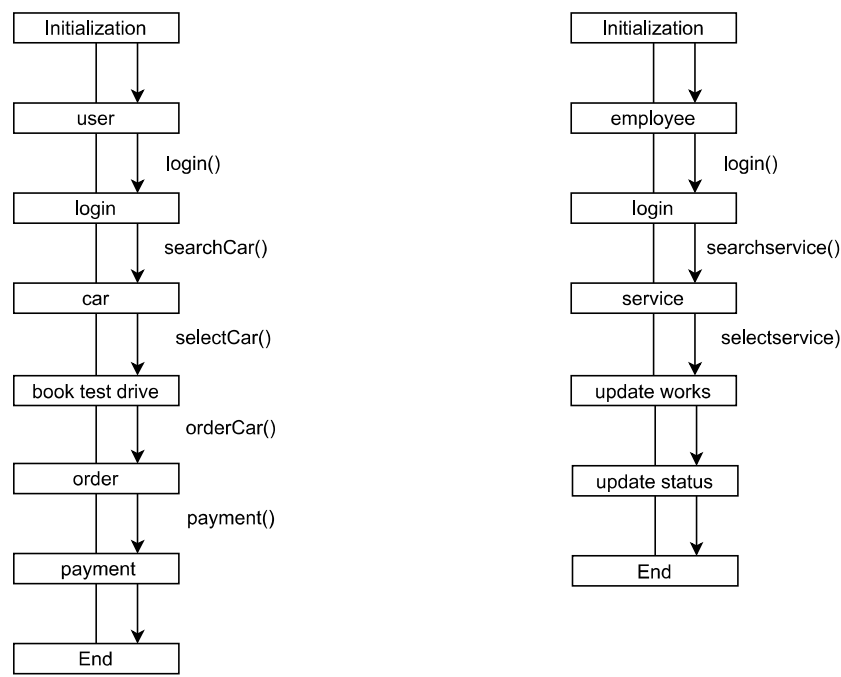 Initialization
user
login()
login
searchCar()
car
selectCar()
book test drive
orderCar()
order
payment()
payment
End
Initialization
employee
login()
login
searchservice()
service
selectservice)
update works
update status
End